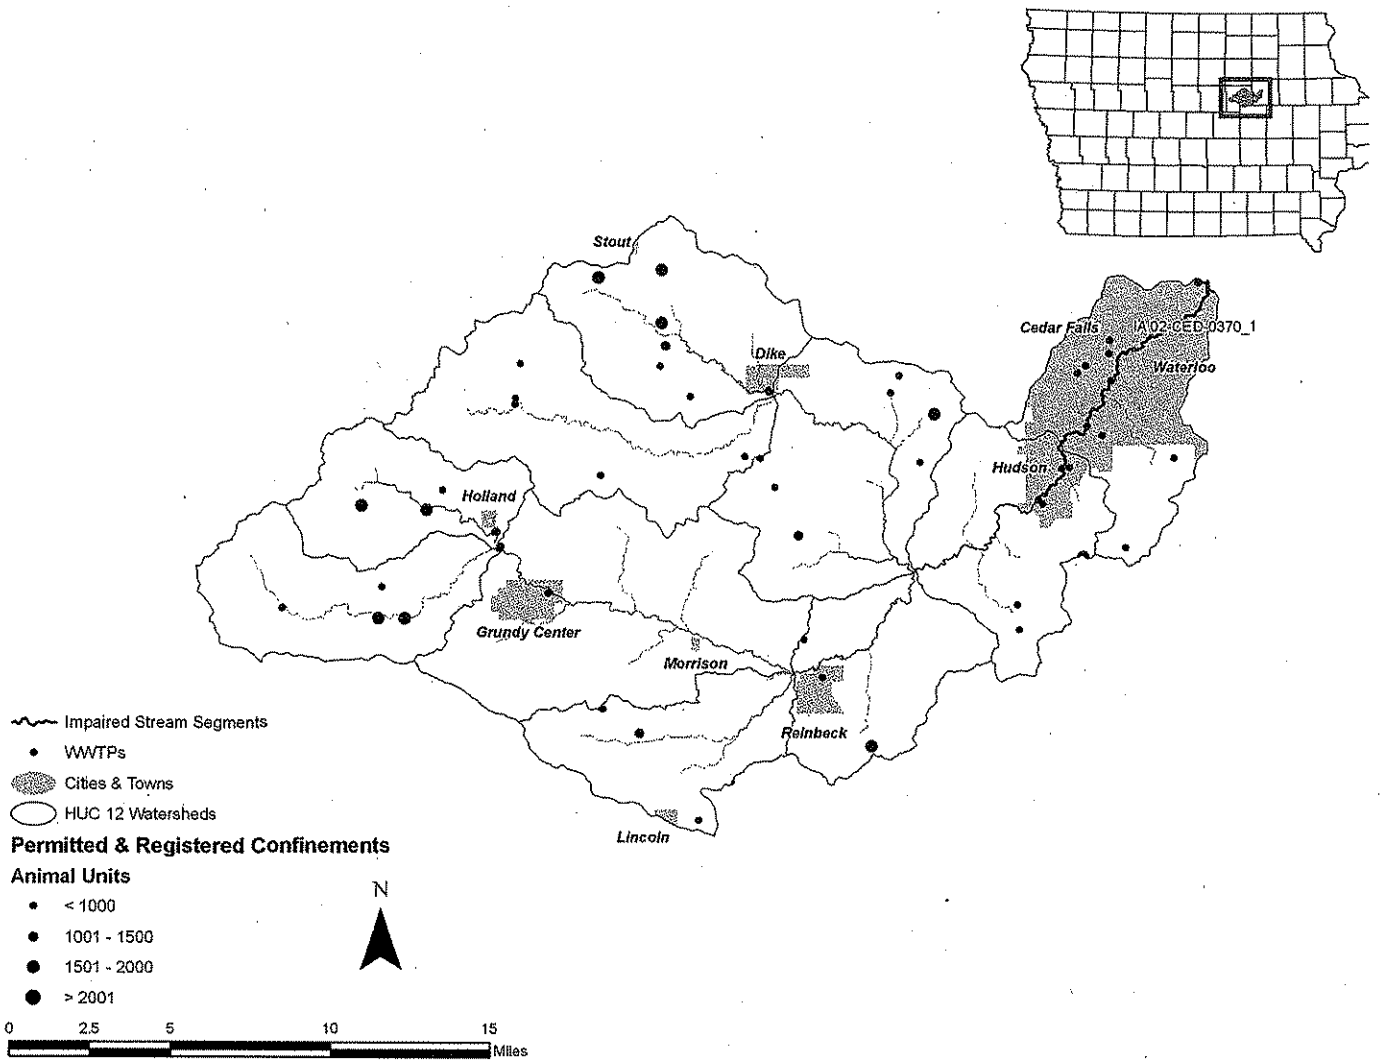 Stout
Cedar Falls
IA 02-CED-0370_1
Dike
Waterloo
Hudson
Holland
Grundy Center
Morrison
Reinbeck
Lincoln
Impaired Stream Segments
WWTPs
Cities & Towns
HUC 12 Watersheds
Permitted & Registered Confinements
Animal Units
< 1000
1001 - 1500
1501 - 2000
> 2001
N
0 2.5 5 10 15
Miles